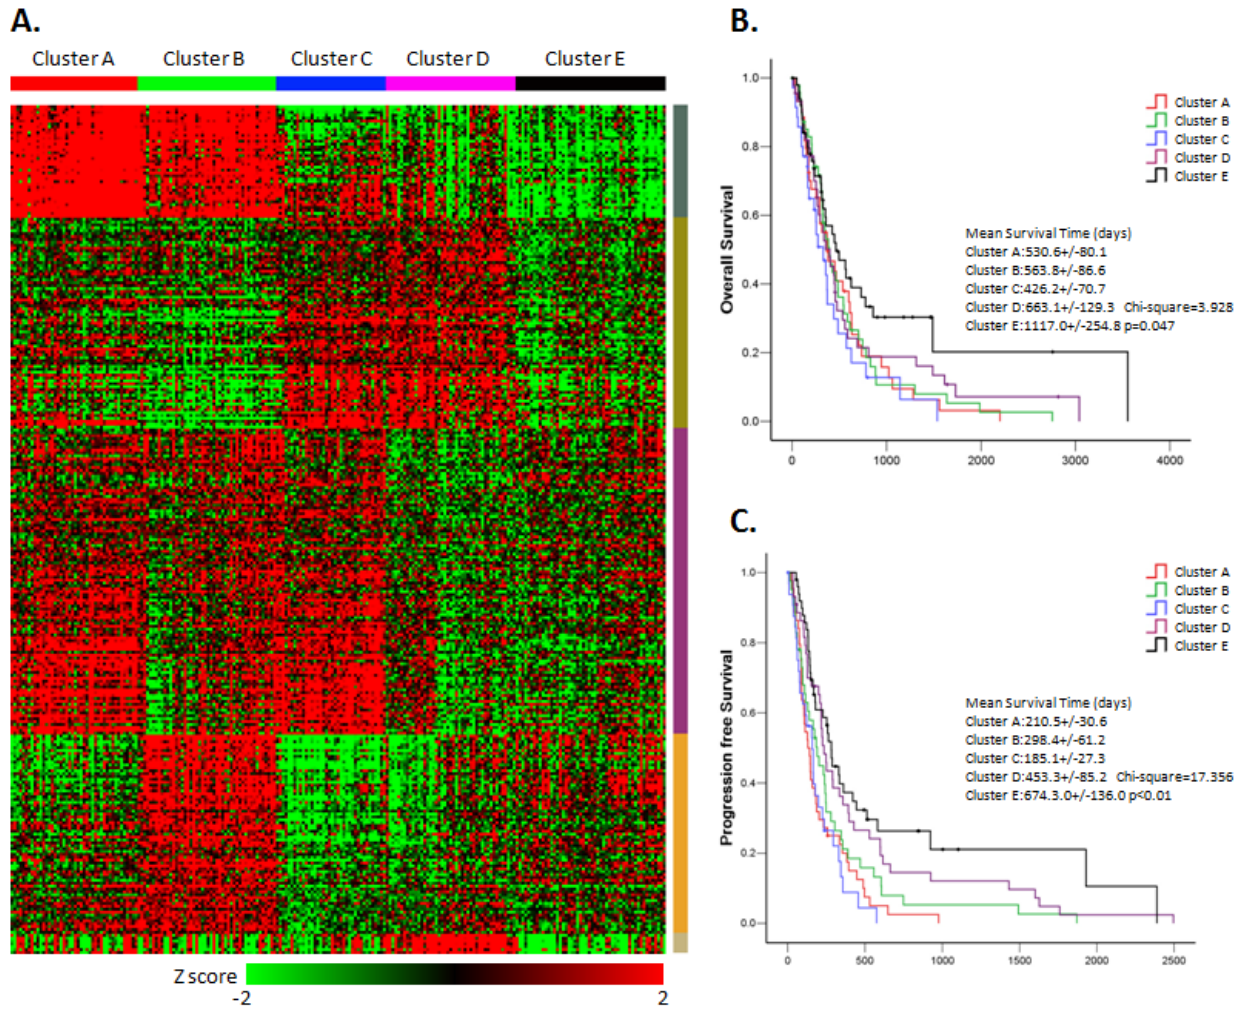 A.
Cluster A Cluster B Cluster C Cluster D Cluster E
Z score
-2 2
B.
Overall Survival
1.0
0.8
0.6
0.4
0.2
0.0
0 1000 2000 3000 4000
Cluster A
Cluster B
Cluster C
Cluster D
Cluster E
Mean Survival Time (days)
Cluster A:530.6+/-80.1
Cluster B:563.8+/-86.6
Cluster C:426.2+/-70.7
Cluster D:663.1+/-129.3 Chi-square=3.928
Cluster E:1117.0+/-254.8 p=0.047
C.
Progression free Survival
1.0
0.8
0.6
0.4
0.2
0.0
0 500 1000 1500 2000 2500
Cluster A
Cluster B
Cluster C
Cluster D
Cluster E
Mean Survival Time (days)
Cluster A:210.5+/-30.6
Cluster B:298.4+/-61.2
Cluster C:185.1+/-27.3
Cluster D:453.3+/-85.2 Chi-square=17.356
Cluster E:674.3.0+/-136.0 p<0.01